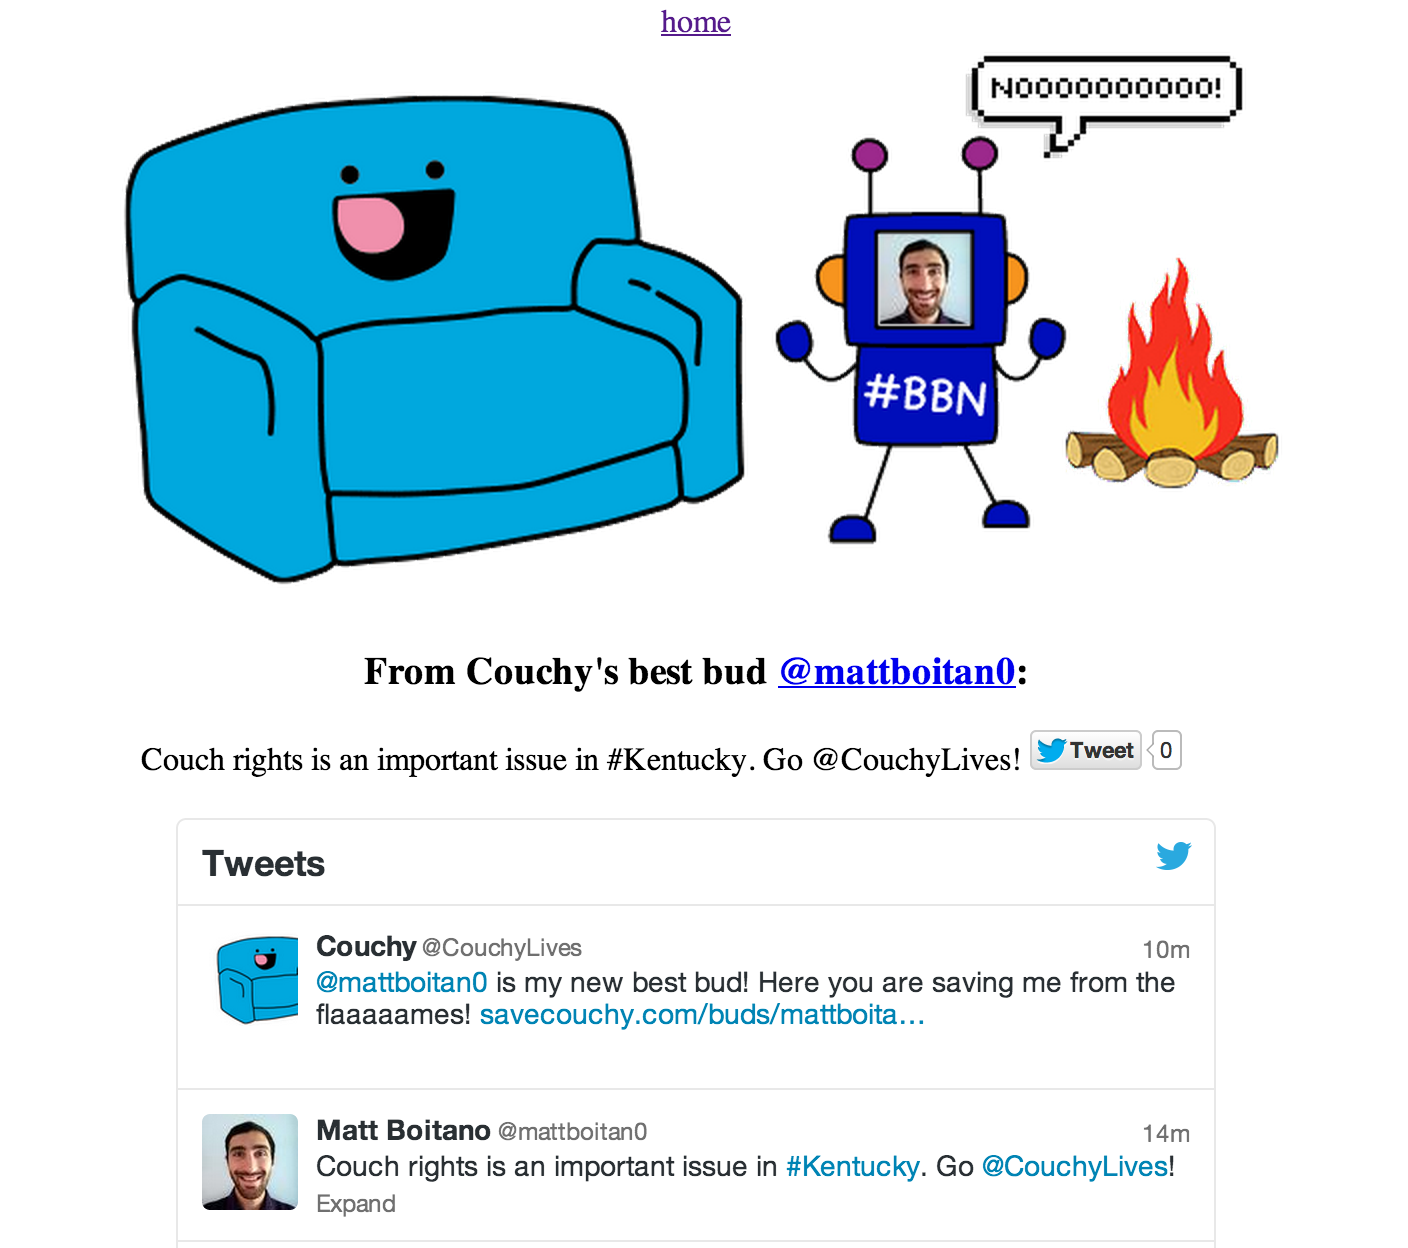 home
NOOOOOOOOOO!
#BBN
From Couchy's best bud @mattboitan0:
Couch rights is an important issue in #Kentucky. Go @CouchyLives! Tweet 0
Tweets
Couchy @CouchyLives 10m
@mattboitan0 is my new best bud! Here you are saving me from the
flaaaaames! savecouchy.com/buds/mattboita…
Matt Boitano @mattboitan0 14m
Couch rights is an important issue in #Kentucky. Go @CouchyLives!
Expand